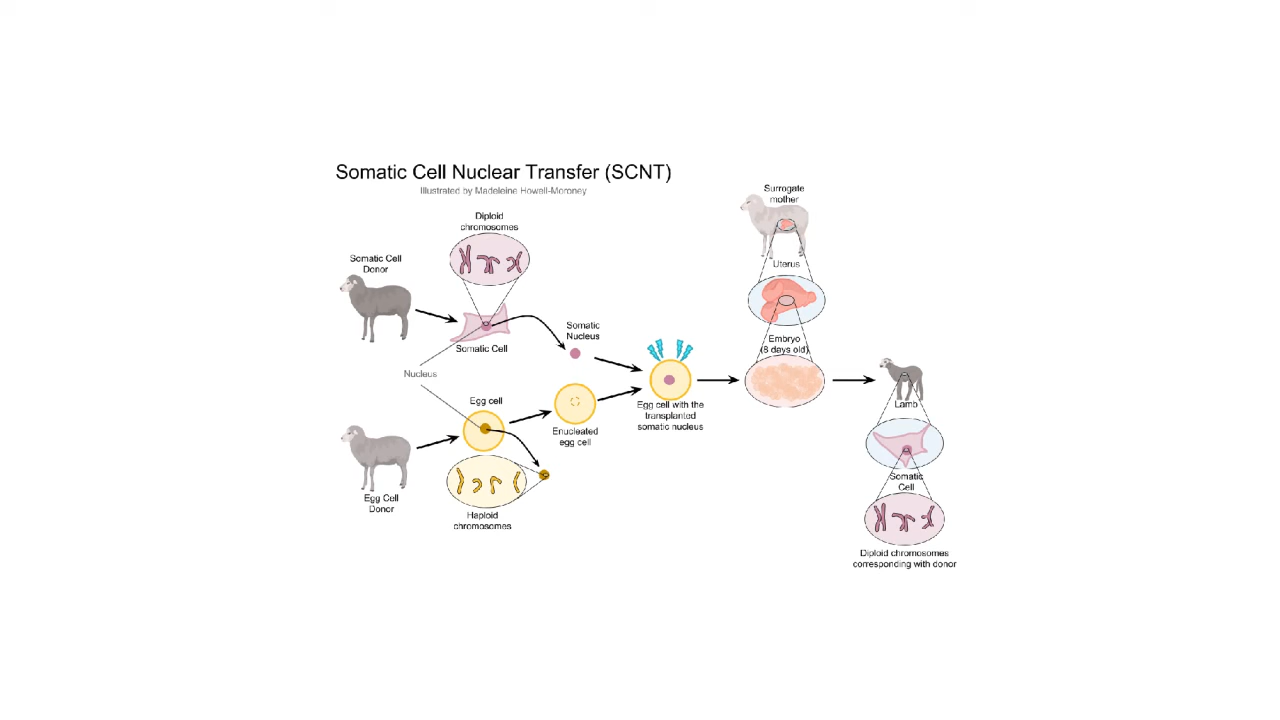 Somatic Cell Nuclear Transfer (SCNT)
Illustrated by Madeleine Howell-Moroney
Diploid
chromosomes
Somatic Cell
Donor
Somatic Cell
Somatic
Nucleus
Nucleus
Egg cell
Enucleated
egg cell
Egg Cell
Donor
Haploid
chromosomes
Egg cell with the
transplanted
somatic nucleus
Surrogate
mother
Uterus
Embryo
(8 days old)
Lamb
Somatic
Cell
Diploid chromosomes
corresponding with donor